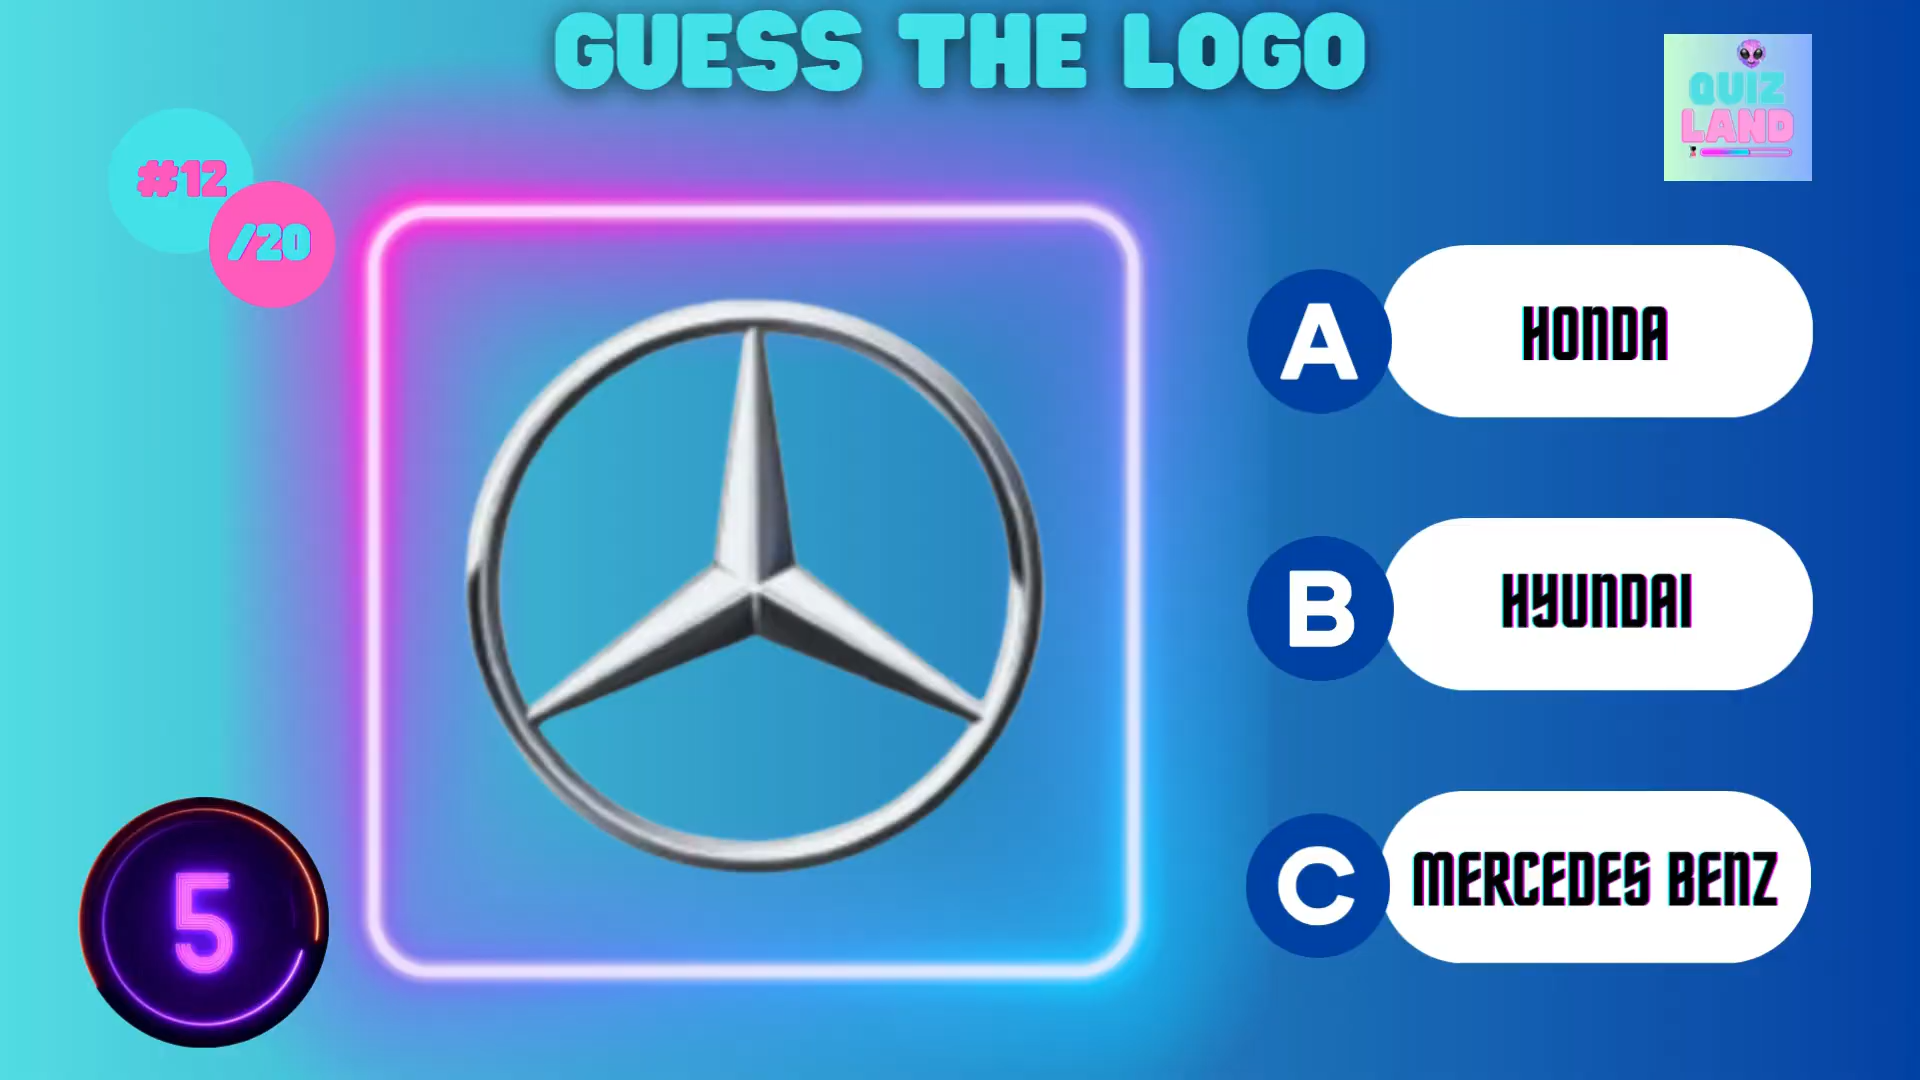 GUESS THE LOGO
QUIZ
LAND
#12
/20
A
HONDA
B
HYUNDAI
C
MERCEDES BENZ
5